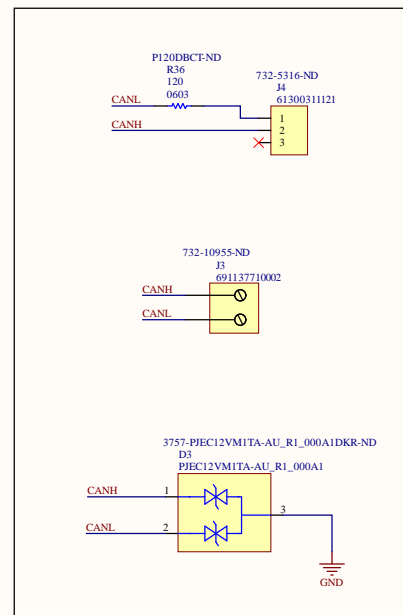 P120DBCT-ND
R36
120
0603
CANL
CANH
732-5316-ND
J4
61300311121
1
2
3
732-10955-ND
J3
691137710002
CANH
CANL
3757-PJEC12VM1TA-AU_R1_000A1DKR-ND
D3
PJEC12VM1TA-AU_R1_000A1
CANH
1
CANL
2
3
GND